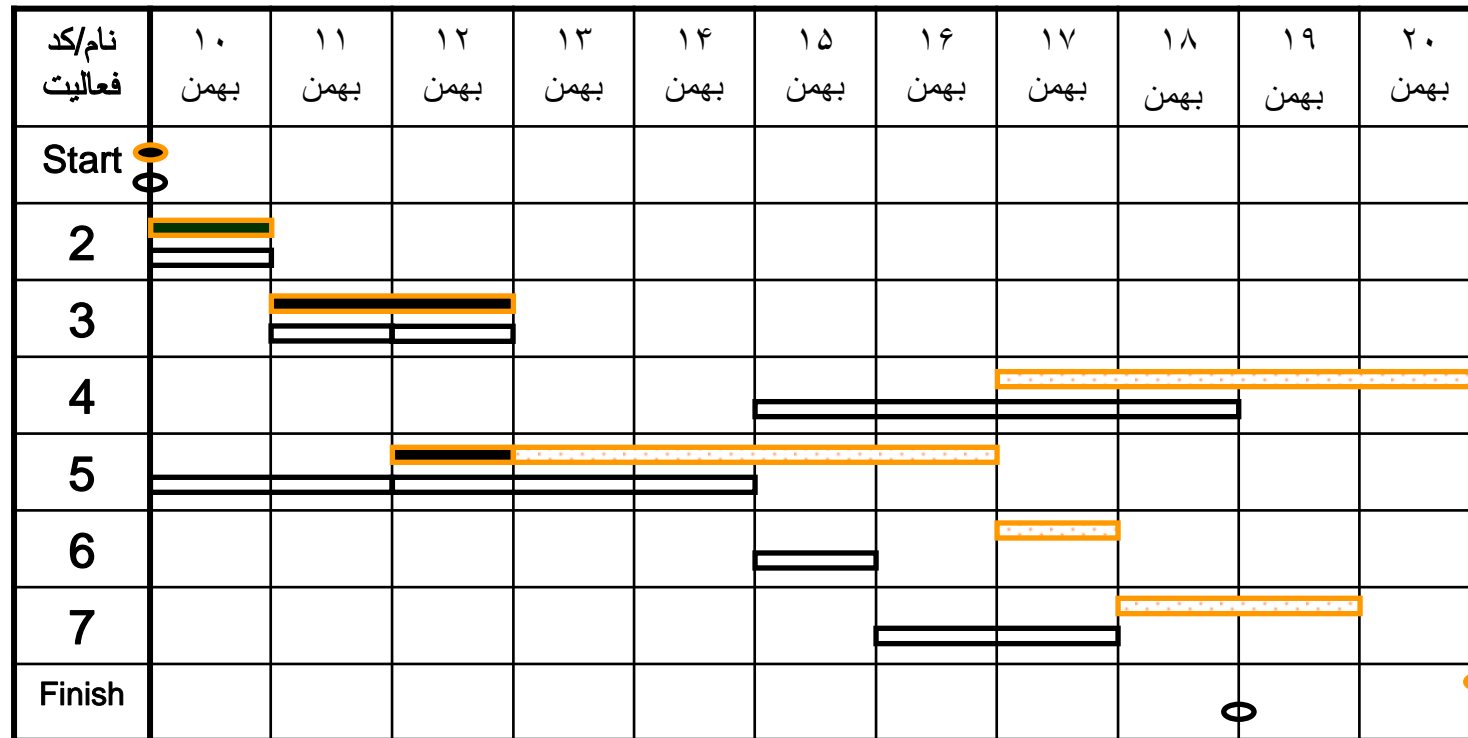 نام/کد
فعالیت
۱۰
بهمن
۱۱
بهمن
۱۲
بهمن
۱۳
بهمن
۱۴
بهمن
۱۵
بهمن
۱۶
بهمن
۱۷
بهمن
۱۸
بهمن
۱۹
بهمن
۲۰
بهمن
Start
2
3
4
5
6
7
Finish